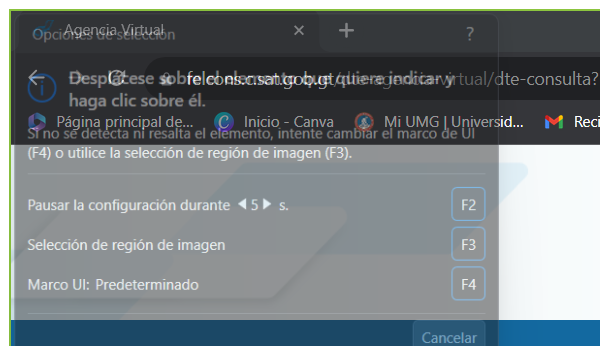 Agencia Virtual
Opciones de selección ?
felcons.c.sat.gob.gt/dte-agencia-virtual/dte-consulta?
Desplácese sobre el elemento que quiere indicar y
haga clic sobre él.
Página principal de... Inicio - Canva Mi UMG | Universid... Reci
Si no se detecta ni resalta el elemento, intente cambiar el marco de UI
(F4) o utilice la selección de región de imagen (F3).
Pausar la configuración durante 5 s. F2
Selección de región de imagen F3
Marco UI: Predeterminado F4
Cancelar